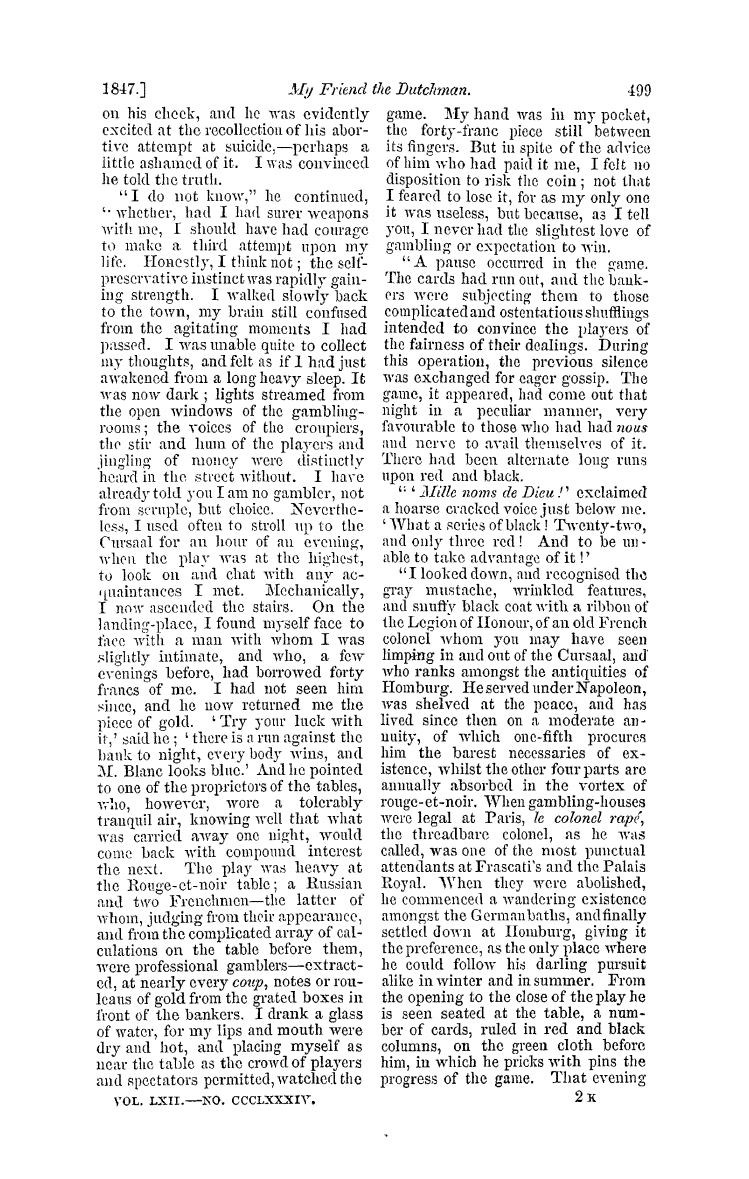 1847.] My Friend the Dutchman. 499
on his cheek, and he was evidently
excited at the recollection of his abor-
tive attempt at suicide,—perhaps a
little ashamed of it. I was convinced
he told the truth.
"I do not know," he continued,
"whether, had I had surer weapons
with me, I should have had courage
to make a third attempt upon my
life. Honestly, I think not; the self-
preservative instinct was rapidly gain-
ing strength. I walked slowly back
to the town, my brain still confused
from the agitating moments I had
passed. I was unable quite to collect
my thoughts, and felt as if I had just
awakened from a long heavy sleep. It
was now dark; lights streamed from
the open windows of the gambling-
rooms; the voices of the croupiers,
the stir and hum of the players and
jingling of money were distinctly
heard in the street without. I have
already told you I am no gambler, not
from scruple, but choice. Neverthe-
less, I used often to stroll up to the
Cursaal for an hour of an evening,
when the play was at the highest,
to look on and chat with any ac-
quaintances I met. Mechanically,
I now ascended the stairs. On the
landing-place, I found myself face to
face with a man with whom I was
slightly intimate, and who, a few
evenings before, had borrowed forty
francs of me. I had not seen him
since, and he now returned me the
piece of gold. 'Try your luck with
it,' said he; 'there is a run against the
bank to night, every body wins, and
M. Blanc looks blue.' And he pointed
to one of the proprietors of the tables,
who, however, wore a tolerably
tranquil air, knowing well that what
was carried away one night, would
come back with compound interest
the next. The play was heavy at
the Rouge-et-noir table; a Russian
and two Frenchmen—the latter of
whom, judging from their appearance,
and from the complicated array of cal-
culations on the table before them,
were professional gamblers—extract-
ed, at nearly every coup, notes or rou-
leaus of gold from the grated boxes in
front of the bankers. I drank a glass
of water, for my lips and mouth were
dry and hot, and placing myself as
near the table as the crowd of players
and spectators permitted, watched the
game. My hand was in my pocket,
the forty-franc piece still between
its fingers. But in spite of the advice
of him who had paid it me, I felt no
disposition to risk the coin; not that
I feared to lose it, for as my only one
it was useless, but because, as I tell
you, I never had the slightest love of
gambling or expectation to win.
"A pause occurred in the game.
The cards had run out, and the bank-
ers were subjecting them to those
complicated and ostentatious shufflings
intended to convince the players of
the fairness of their dealings. During
this operation, the previous silence
was exchanged for eager gossip. The
game, it appeared, had come out that
night in a peculiar manner, very
favourable to those who had had nous
and nerve to avail themselves of it.
There had been alternate long runs
upon red and black.
"'Mille noms de Dieu!' exclaimed
a hoarse cracked voice just below me.
'What a series of black! Twenty-two,
and only three red! And to be un-
able to take advantage of it!'
"I looked down, and recognised the
gray mustache, wrinkled features,
and snuffy black coat with a ribbon of
the Legion of Honour, of an old French
colonel whom you may have seen
limping in and out of the Cursaal, and
who ranks amongst the antiquities of
Homburg. He served under Napoleon,
was shelved at the peace, and has
lived since then on a moderate an-
nuity, of which one-fifth procures
him the barest necessaries of ex-
istence, whilst the other four parts are
annually absorbed in the vortex of
rouge-et-noir. When gambling-houses
were legal at Paris, le colonel rapé,
the threadbare colonel, as he was
called, was one of the most punctual
attendants at Frascati's and the Palais
Royal. When they were abolished,
he commenced a wandering existence
amongst the German baths, and finally
settled down at Homburg, giving it
the preference, as the only place where
he could follow his darling pursuit
alike in winter and in summer. From
the opening to the close of the play he
is seen seated at the table, a num-
ber of cards, ruled in red and black
columns, on the green cloth before
him, in which he pricks with pins the
progress of the game. That evening
VOL. LXII.—NO. CCCLXXXIV. 2 K